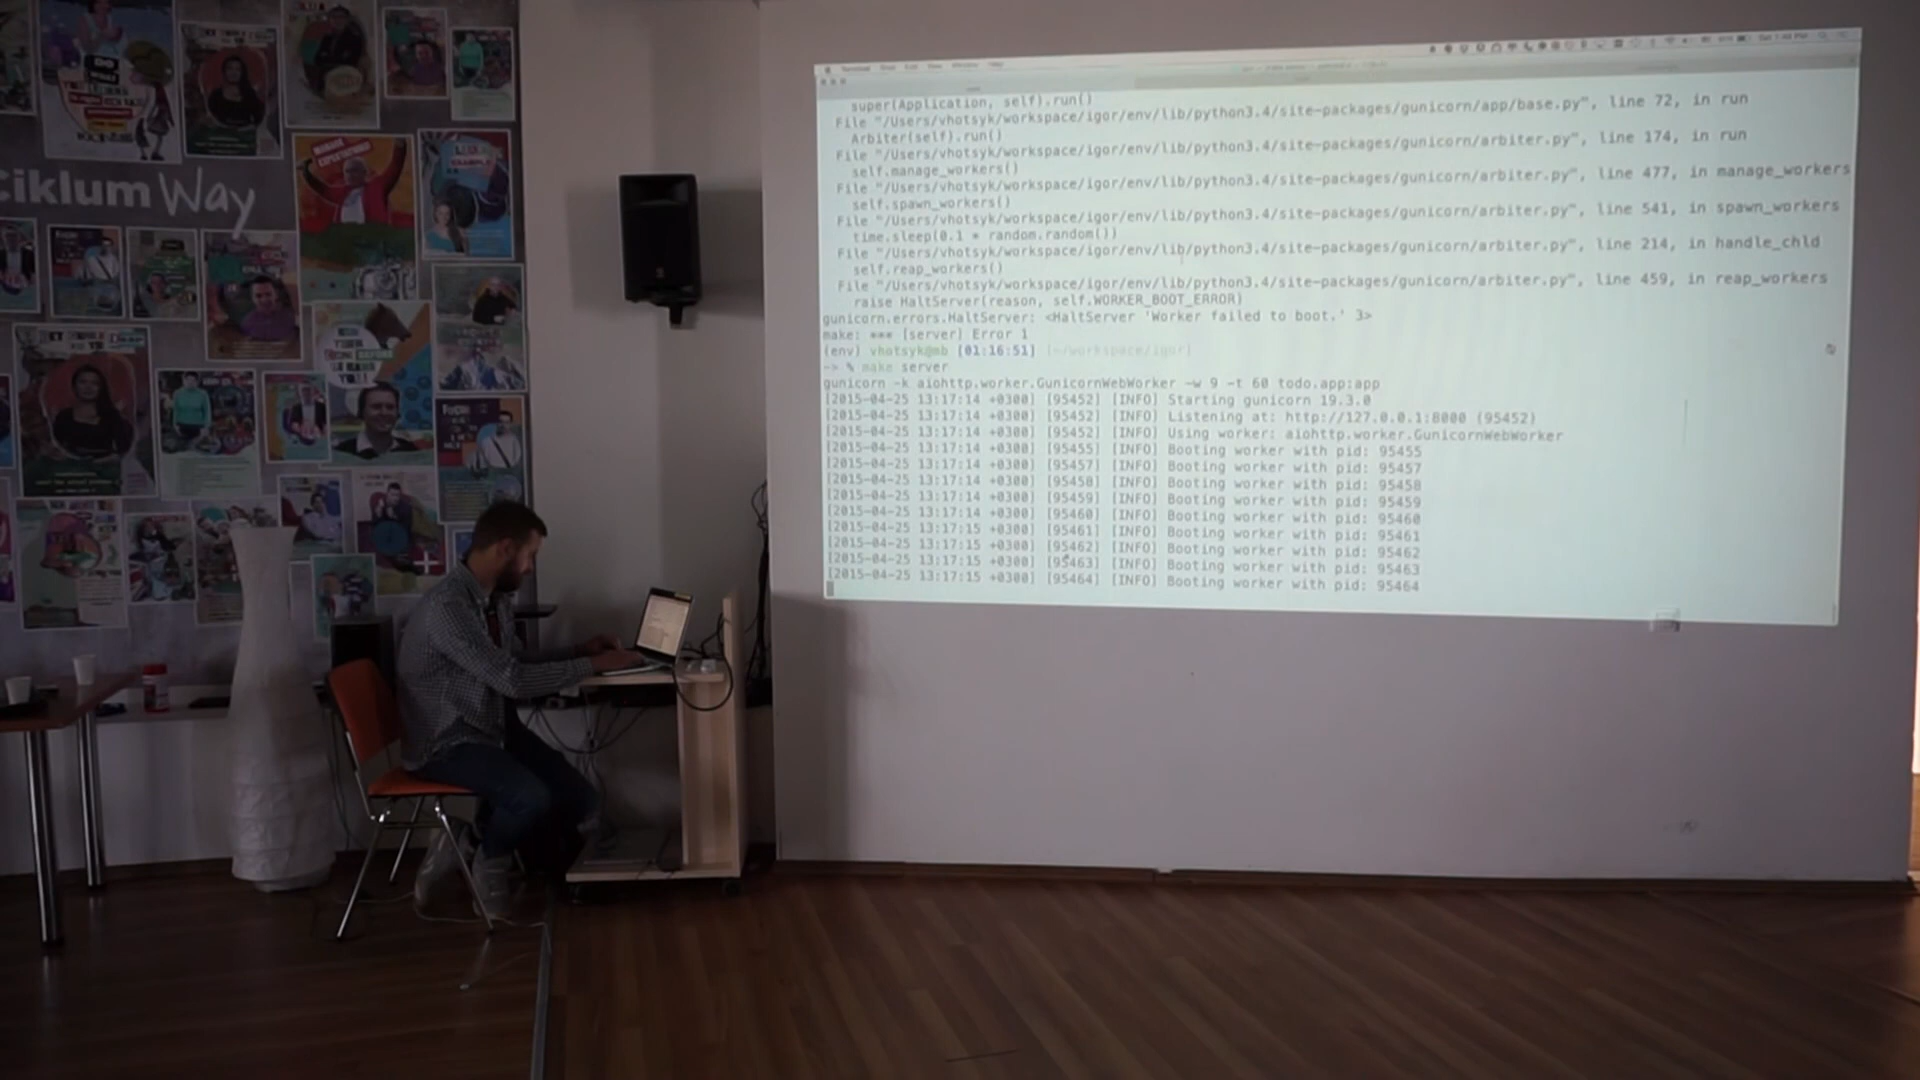 Ciklum Way
super(Application, self).run()
File "/Users/vhotsyk/workspace/igor/env/lib/python3.4/site-packages/gunicorn/app/base.py", line 72, in run
Arbiter(self).run()
File "/Users/vhotsyk/workspace/igor/env/lib/python3.4/site-packages/gunicorn/arbiter.py", line 174, in run
self.manage_workers()
File "/Users/vhotsyk/workspace/igor/env/lib/python3.4/site-packages/gunicorn/arbiter.py", line 477, in manage_workers
self.spawn_workers()
File "/Users/vhotsyk/workspace/igor/env/lib/python3.4/site-packages/gunicorn/arbiter.py", line 541, in spawn_workers
time.sleep(0.1 * random.random())
File "/Users/vhotsyk/workspace/igor/env/lib/python3.4/site-packages/gunicorn/arbiter.py", line 214, in handle_chld
self.reap_workers()
File "/Users/vhotsyk/workspace/igor/env/lib/python3.4/site-packages/gunicorn/arbiter.py", line 459, in reap_workers
raise HaltServer(reason, self.WORKER_BOOT_ERROR)
gunicorn.errors.HaltServer: <HaltServer 'Worker failed to boot.' 3>
make: *** [server] Error 1
(env) vhotsyk@mb [01:16:51] [~/workspace/igor]
-> % make server
gunicorn -k aiohttp.worker.GunicornWebWorker -w 9 -t 60 todo.app:app
[2015-04-25 13:17:14 +0300] [95452] [INFO] Starting gunicorn 19.3.0
[2015-04-25 13:17:14 +0300] [95452] [INFO] Listening at: http://127.0.0.1:8000 (95452)
[2015-04-25 13:17:14 +0300] [95452] [INFO] Using worker: aiohttp.worker.GunicornWebWorker
[2015-04-25 13:17:14 +0300] [95455] [INFO] Booting worker with pid: 95455
[2015-04-25 13:17:14 +0300] [95457] [INFO] Booting worker with pid: 95457
[2015-04-25 13:17:14 +0300] [95458] [INFO] Booting worker with pid: 95458
[2015-04-25 13:17:14 +0300] [95459] [INFO] Booting worker with pid: 95459
[2015-04-25 13:17:14 +0300] [95460] [INFO] Booting worker with pid: 95460
[2015-04-25 13:17:15 +0300] [95461] [INFO] Booting worker with pid: 95461
[2015-04-25 13:17:15 +0300] [95462] [INFO] Booting worker with pid: 95462
[2015-04-25 13:17:15 +0300] [95463] [INFO] Booting worker with pid: 95463
[2015-04-25 13:17:15 +0300] [95464] [INFO] Booting worker with pid: 95464